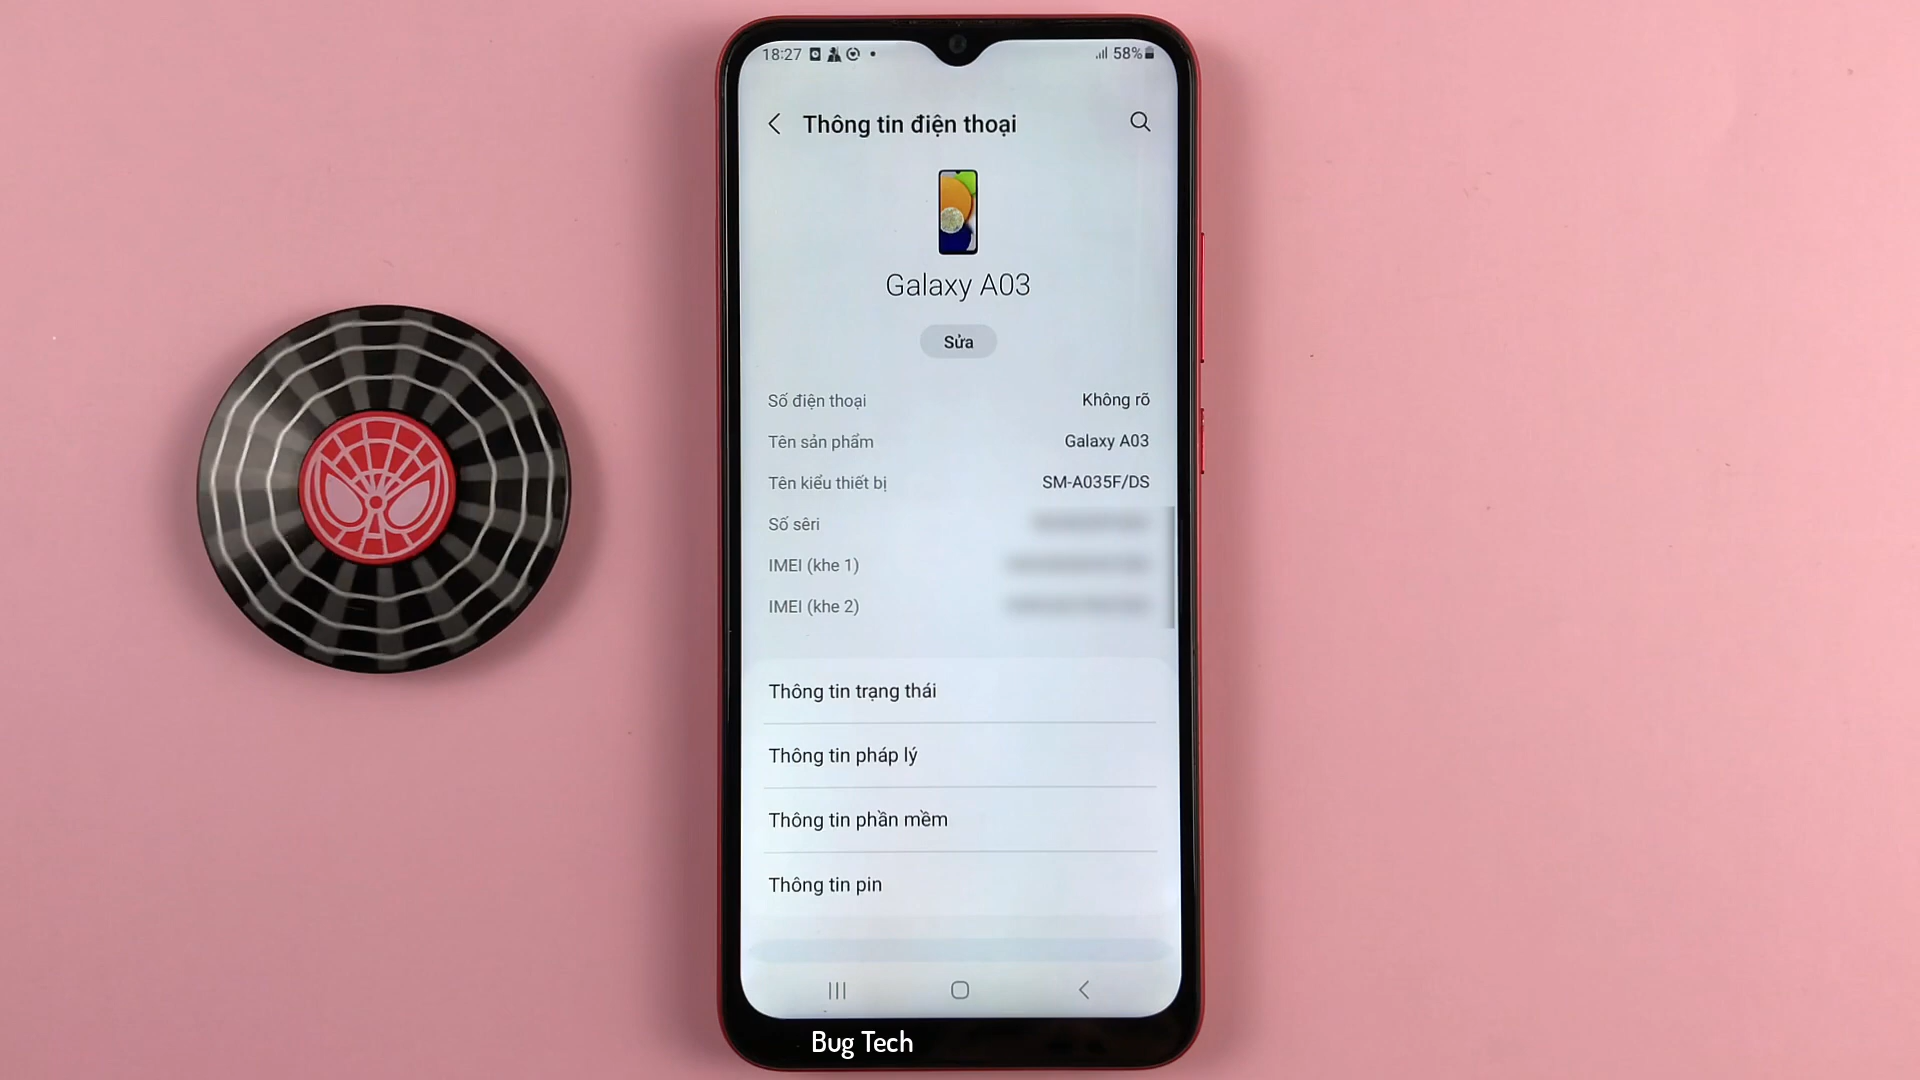 18:27
58%
Thông tin điện thoại
Galaxy A03
Sửa
Số điện thoại Không rõ
Tên sản phẩm Galaxy A03
Tên kiểu thiết bị SM-A035F/DS
Số sêri
IMEI (khe 1)
IMEI (khe 2)
Thông tin trạng thái
Thông tin pháp lý
Thông tin phần mềm
Thông tin pin
Bug Tech